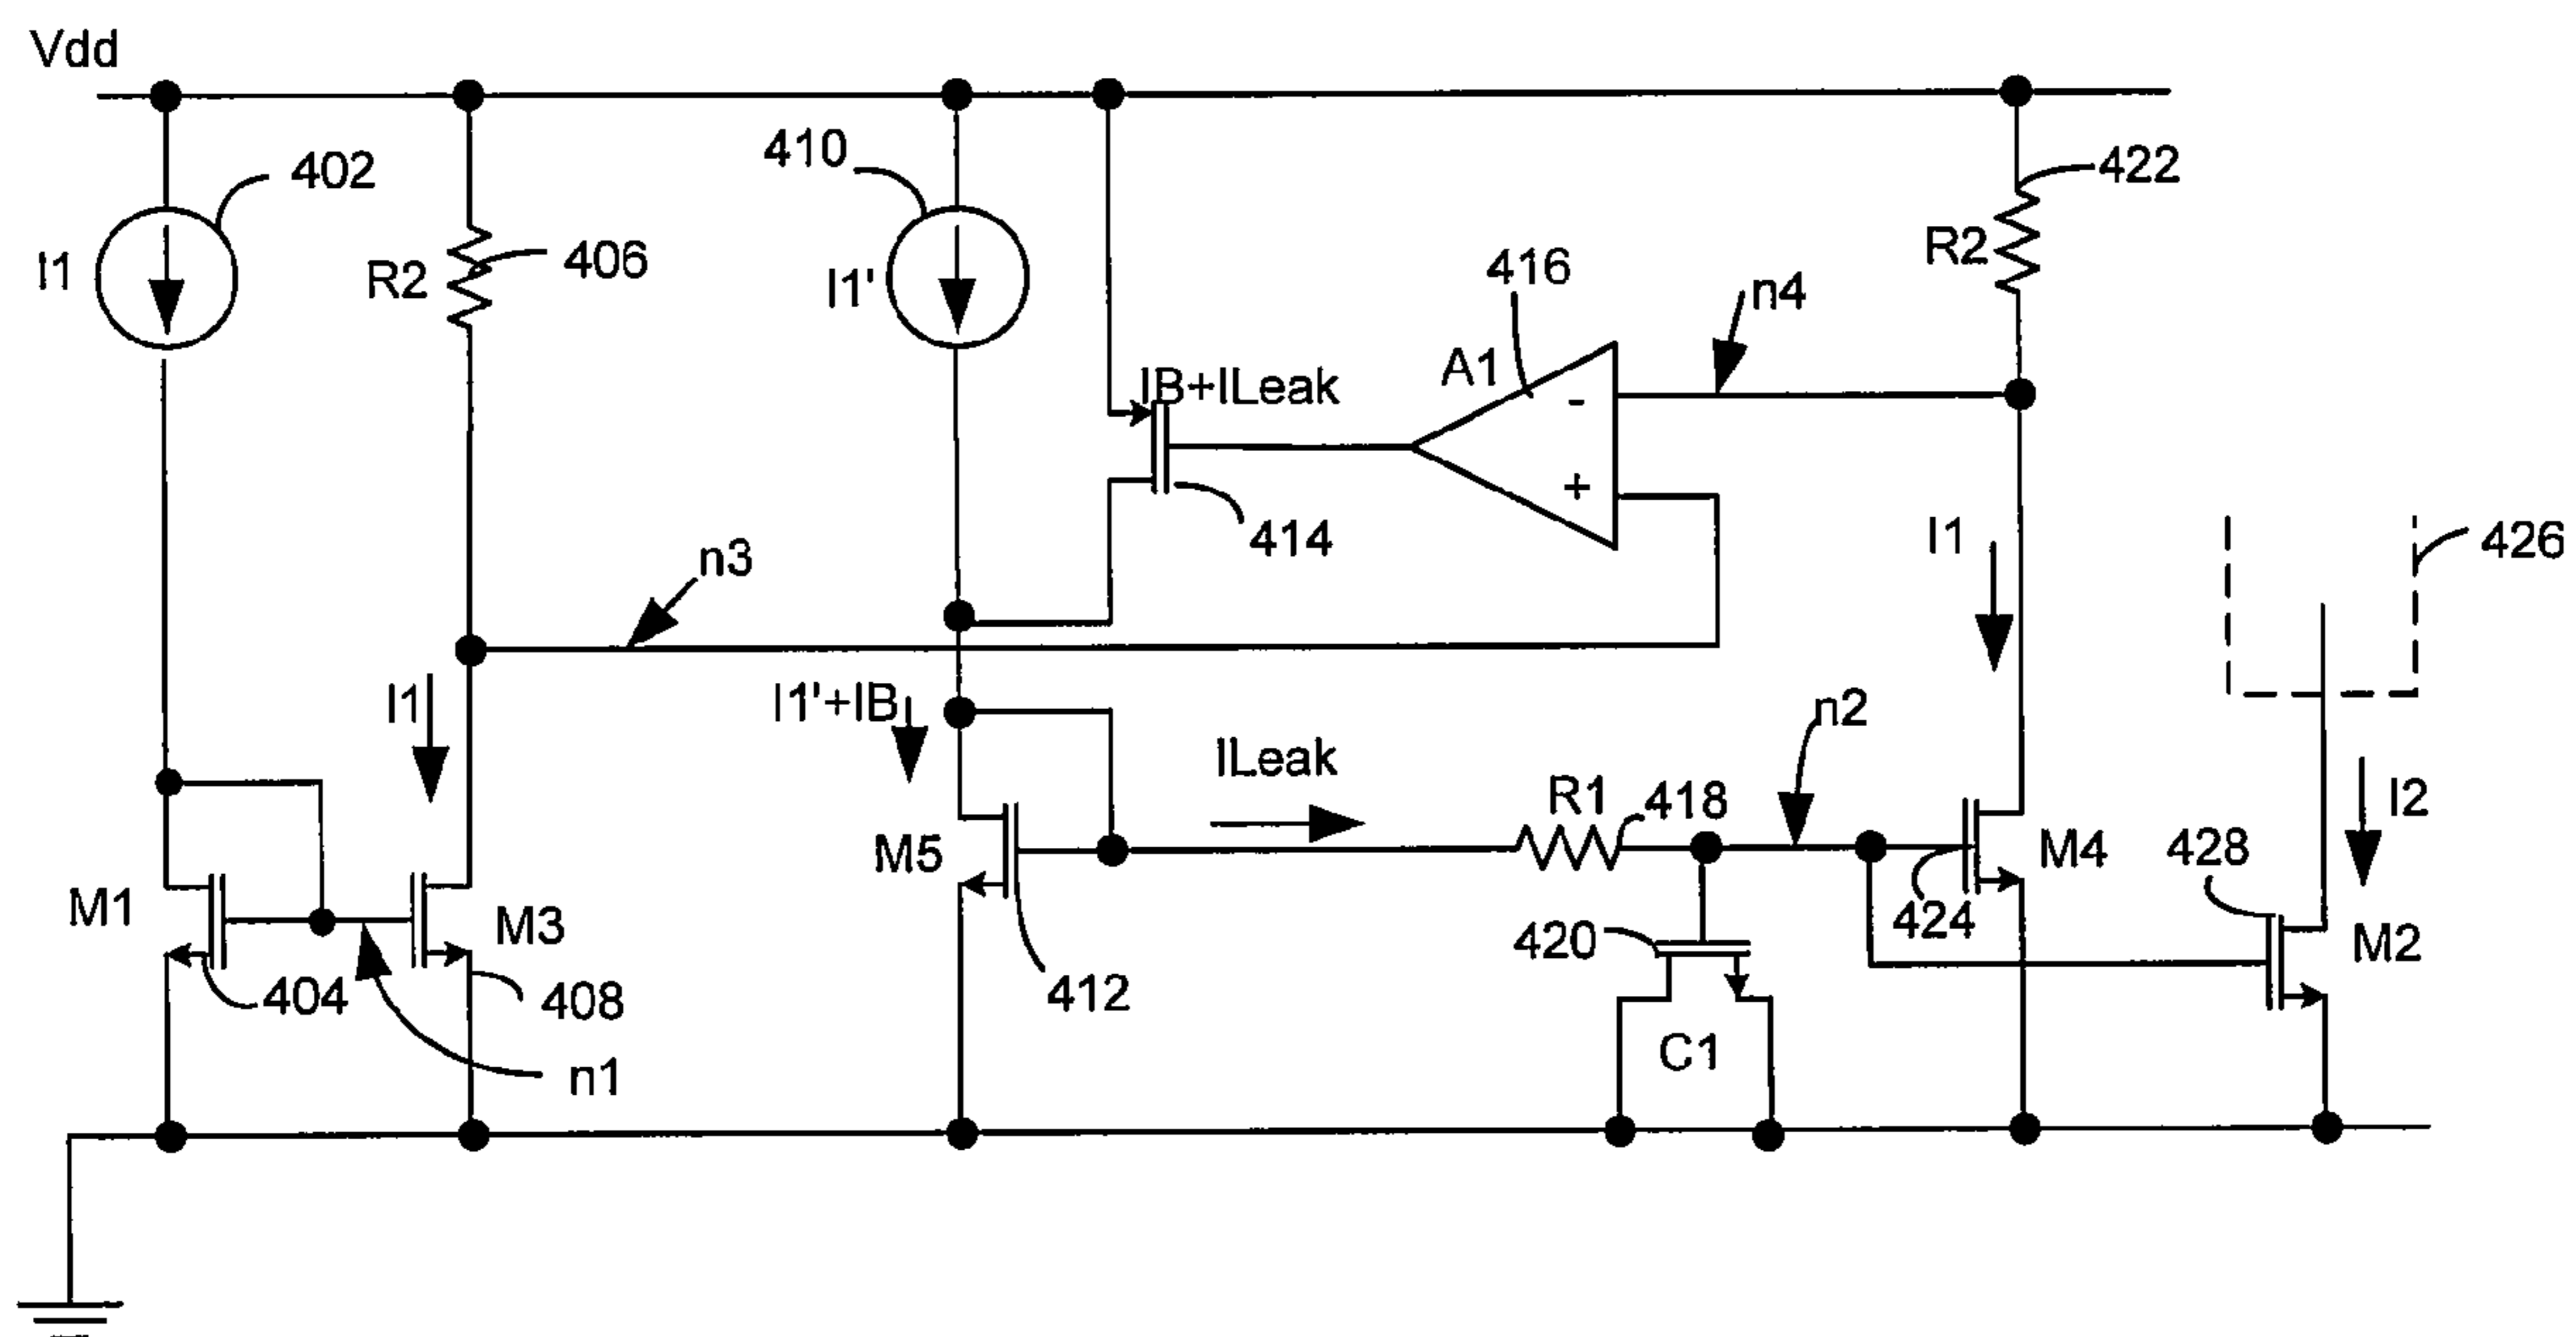 Vdd
402
410
422
I1
R2
406
I1'
416
n4
R2
A1
-
IB+ILeak
+
414
I1
426
n3
I1
I1'+IB
n2
ILeak
R1
418
I2
M5
M4
428
M1
M3
424
M2
420
404
408
412
C1
n1